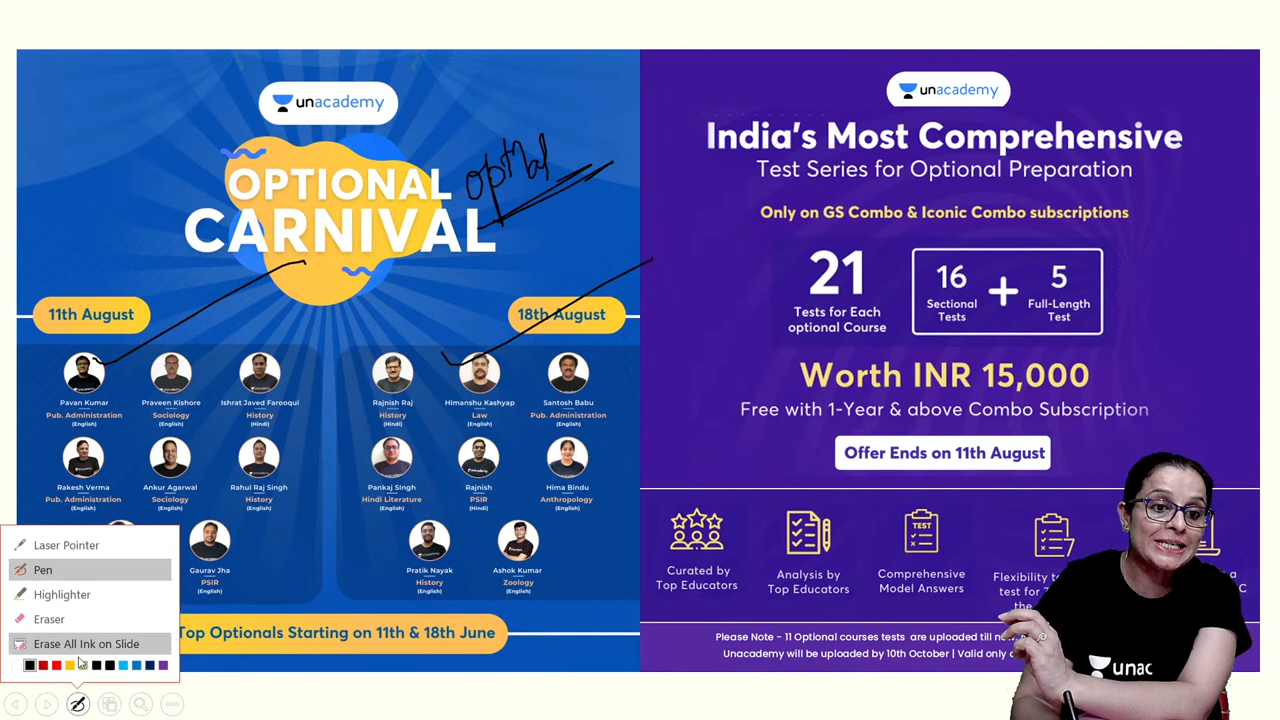 unacademy
OPTIONAL
CARNIVAL
optional
11th August
18th August
Pavan Kumar
Pub. Administration
(English)
Praveen Kishore
Sociology
(English)
Ishrat Javed Farooqui
History
(Hindi)
Rajnish Raj
History
(Hindi)
Himanshu Kashyap
Law
(English)
Santosh Babu
Pub. Administration
(English)
Rakesh Verma
Pub. Administration
(English)
Ankur Agarwal
Sociology
(English)
Rahul Raj Singh
History
(English)
Pankaj SIngh
Hindi Literature
(English)
Rajnish
PSIR
(Hindi)
Hima Bindu
Anthropology
(English)
Gaurav Jha
PSIR
(English)
Pratik Nayak
History
(English)
Ashok Kumar
Zoology
(English)
Top Optionals Starting on 11th & 18th June
Laser Pointer
Pen
Highlighter
Eraser
Erase All Ink on Slide
unacademy
India's Most Comprehensive
Test Series for Optional Preparation
Only on GS Combo & Iconic Combo subscriptions
21
Tests for Each
optional Course
16
Sectional
Tests
+
5
Full-Length
Test
Worth INR 15,000
Free with 1-Year & above Combo Subscription
Offer Ends on 11th August
Curated by
Top Educators
Analysis by
Top Educators
TEST
Comprehensive
Model Answers
Flexibility
test for
the
Please Note - 11 Optional courses tests are uploaded till
Unacademy will be uploaded by 10th October | Valid only
unac